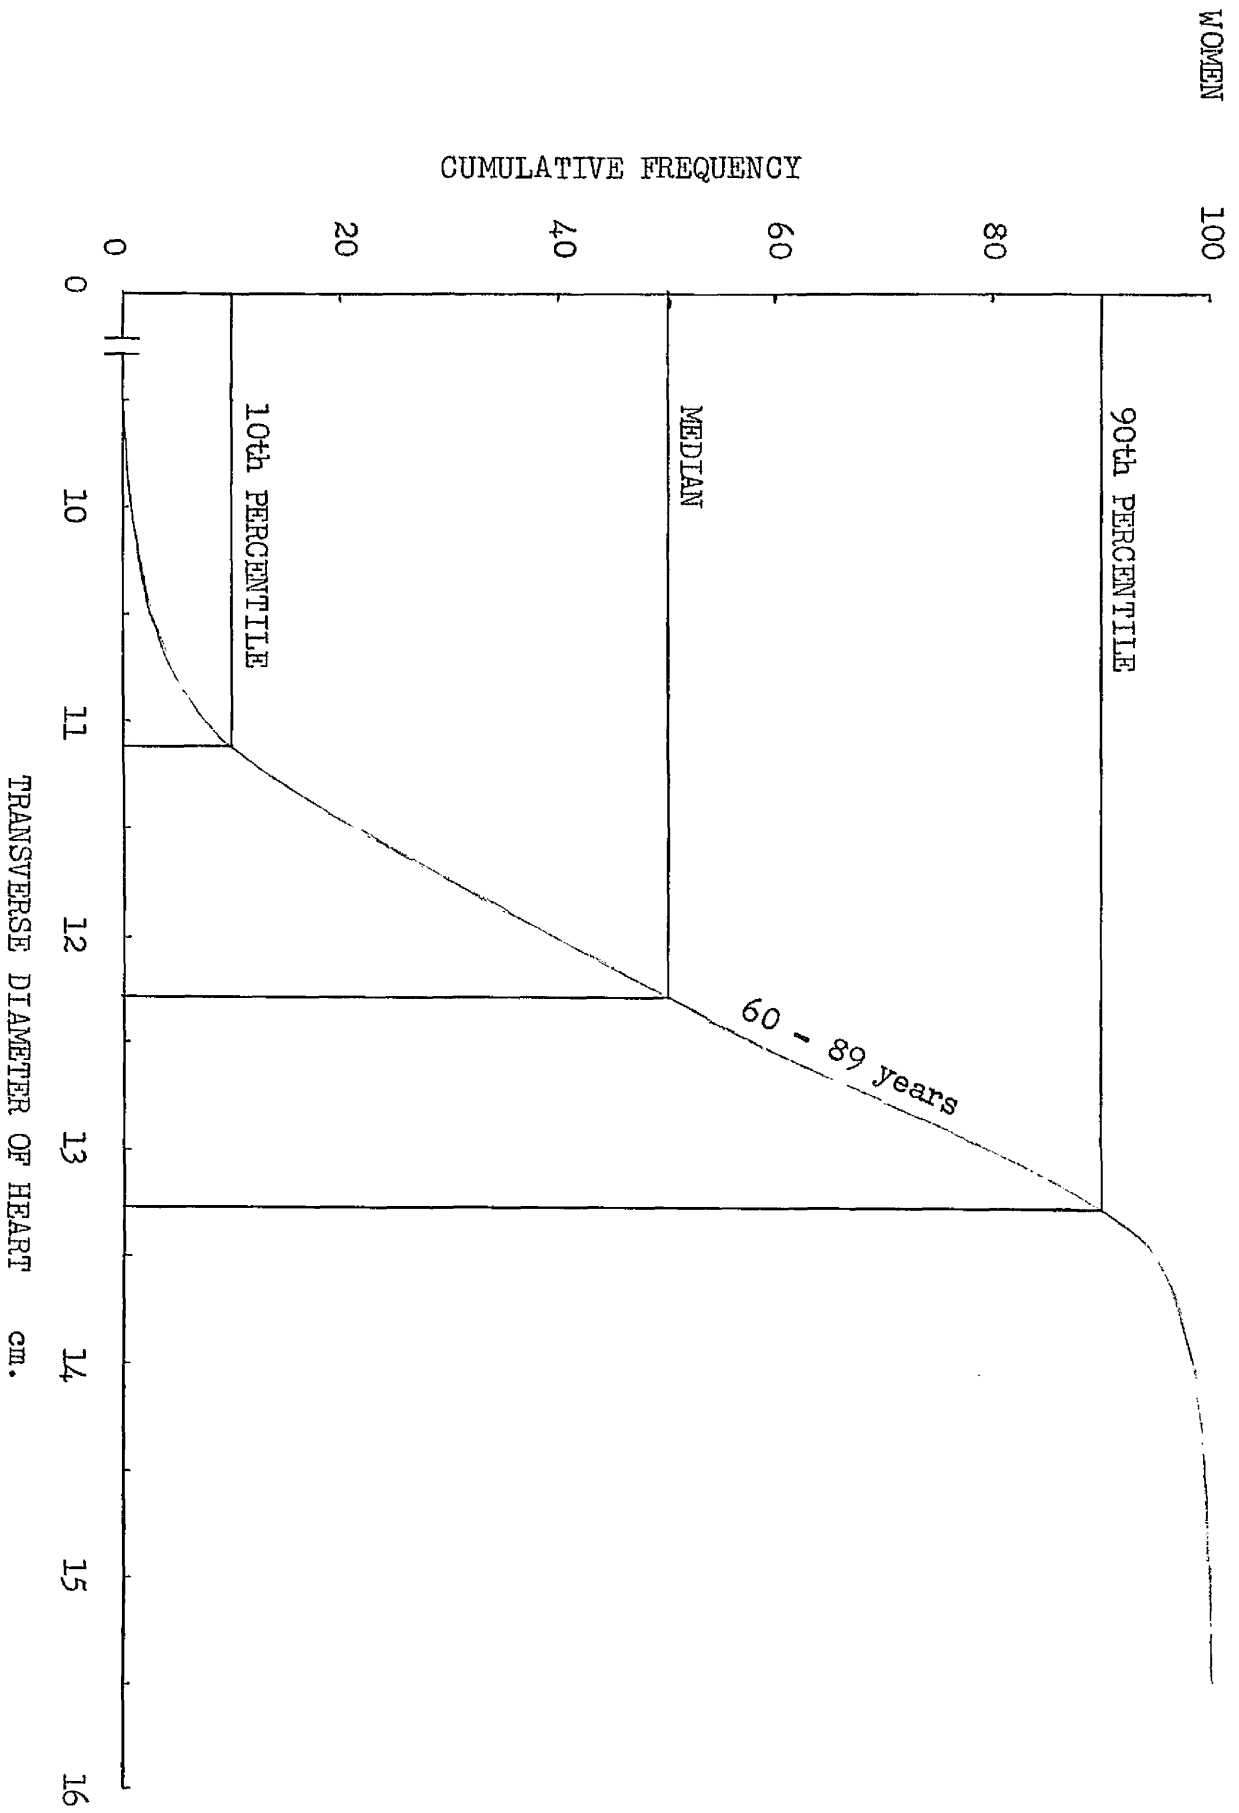 WOMEN
CUMULATIVE FREQUENCY
100
80
60
40
20
0
90th PERCENTILE
MEDIAN
10th PERCENTILE
60 - 89 years
0
10
11
12
13
14
15
16
TRANSVERSE DIAMETER OF HEART cm.